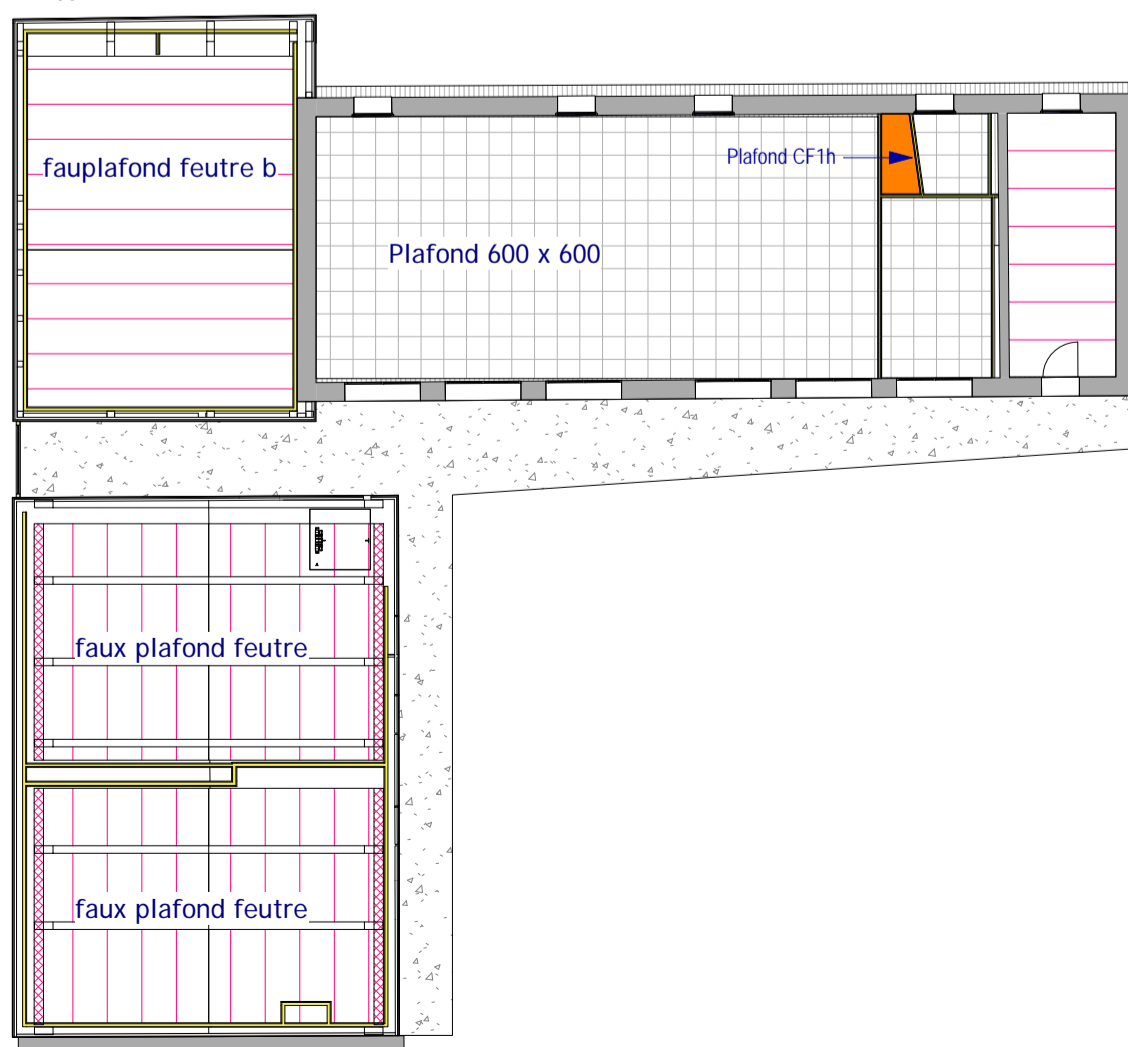 fauplafond feutre b
Plafond CF1h
Plafond 600 x 600
faux plafond feutre
faux plafond feutre